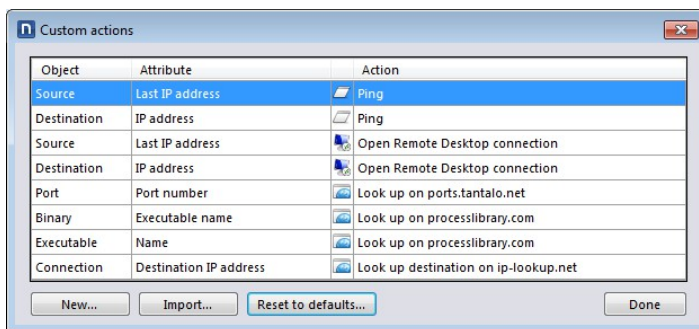 n Custom actions
Object Attribute Action
Source Last IP address Ping
Destination IP address Ping
Source Last IP address Open Remote Desktop connection
Destination IP address Open Remote Desktop connection
Port Port number Look up on ports.tantalo.net
Binary Executable name Look up on processlibrary.com
Executable Name Look up on processlibrary.com
Connection Destination IP address Look up destination on ip-lookup.net
New... Import... Reset to defaults... Done